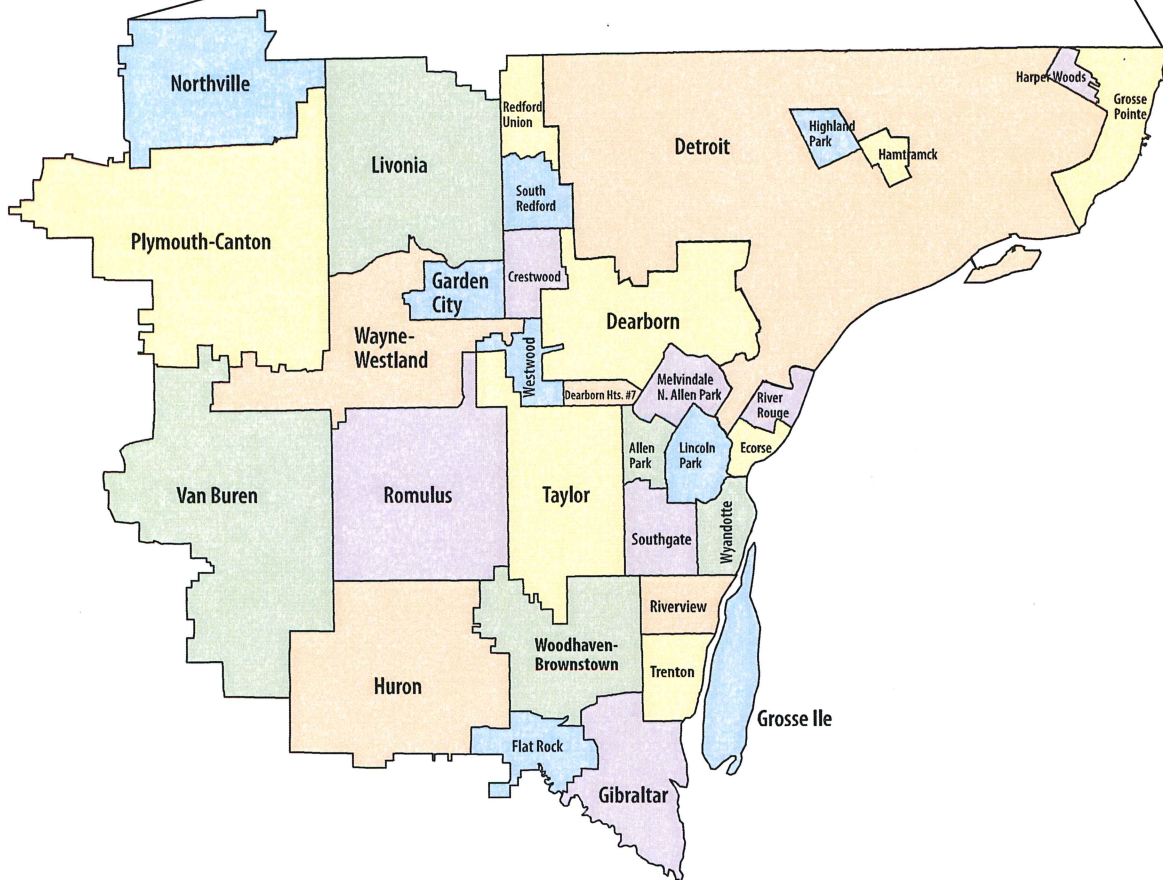 Northville
Redford
Union
Harper Woods
Grosse
Pointe
Highland
Park
Hamtramck
Detroit
Livonia
South
Redford
Plymouth-Canton
Crestwood
Garden
City
Dearborn
Wayne-
Westland
Westwood
Dearborn Hts. #7
Melvindale
N. Allen Park
River
Rouge
Allen
Park
Lincoln
Park
Ecorse
Van Buren
Romulus
Taylor
Southgate
Wyandotte
Riverview
Woodhaven-
Brownstown
Trenton
Huron
Grosse Ile
Flat Rock
Gibraltar